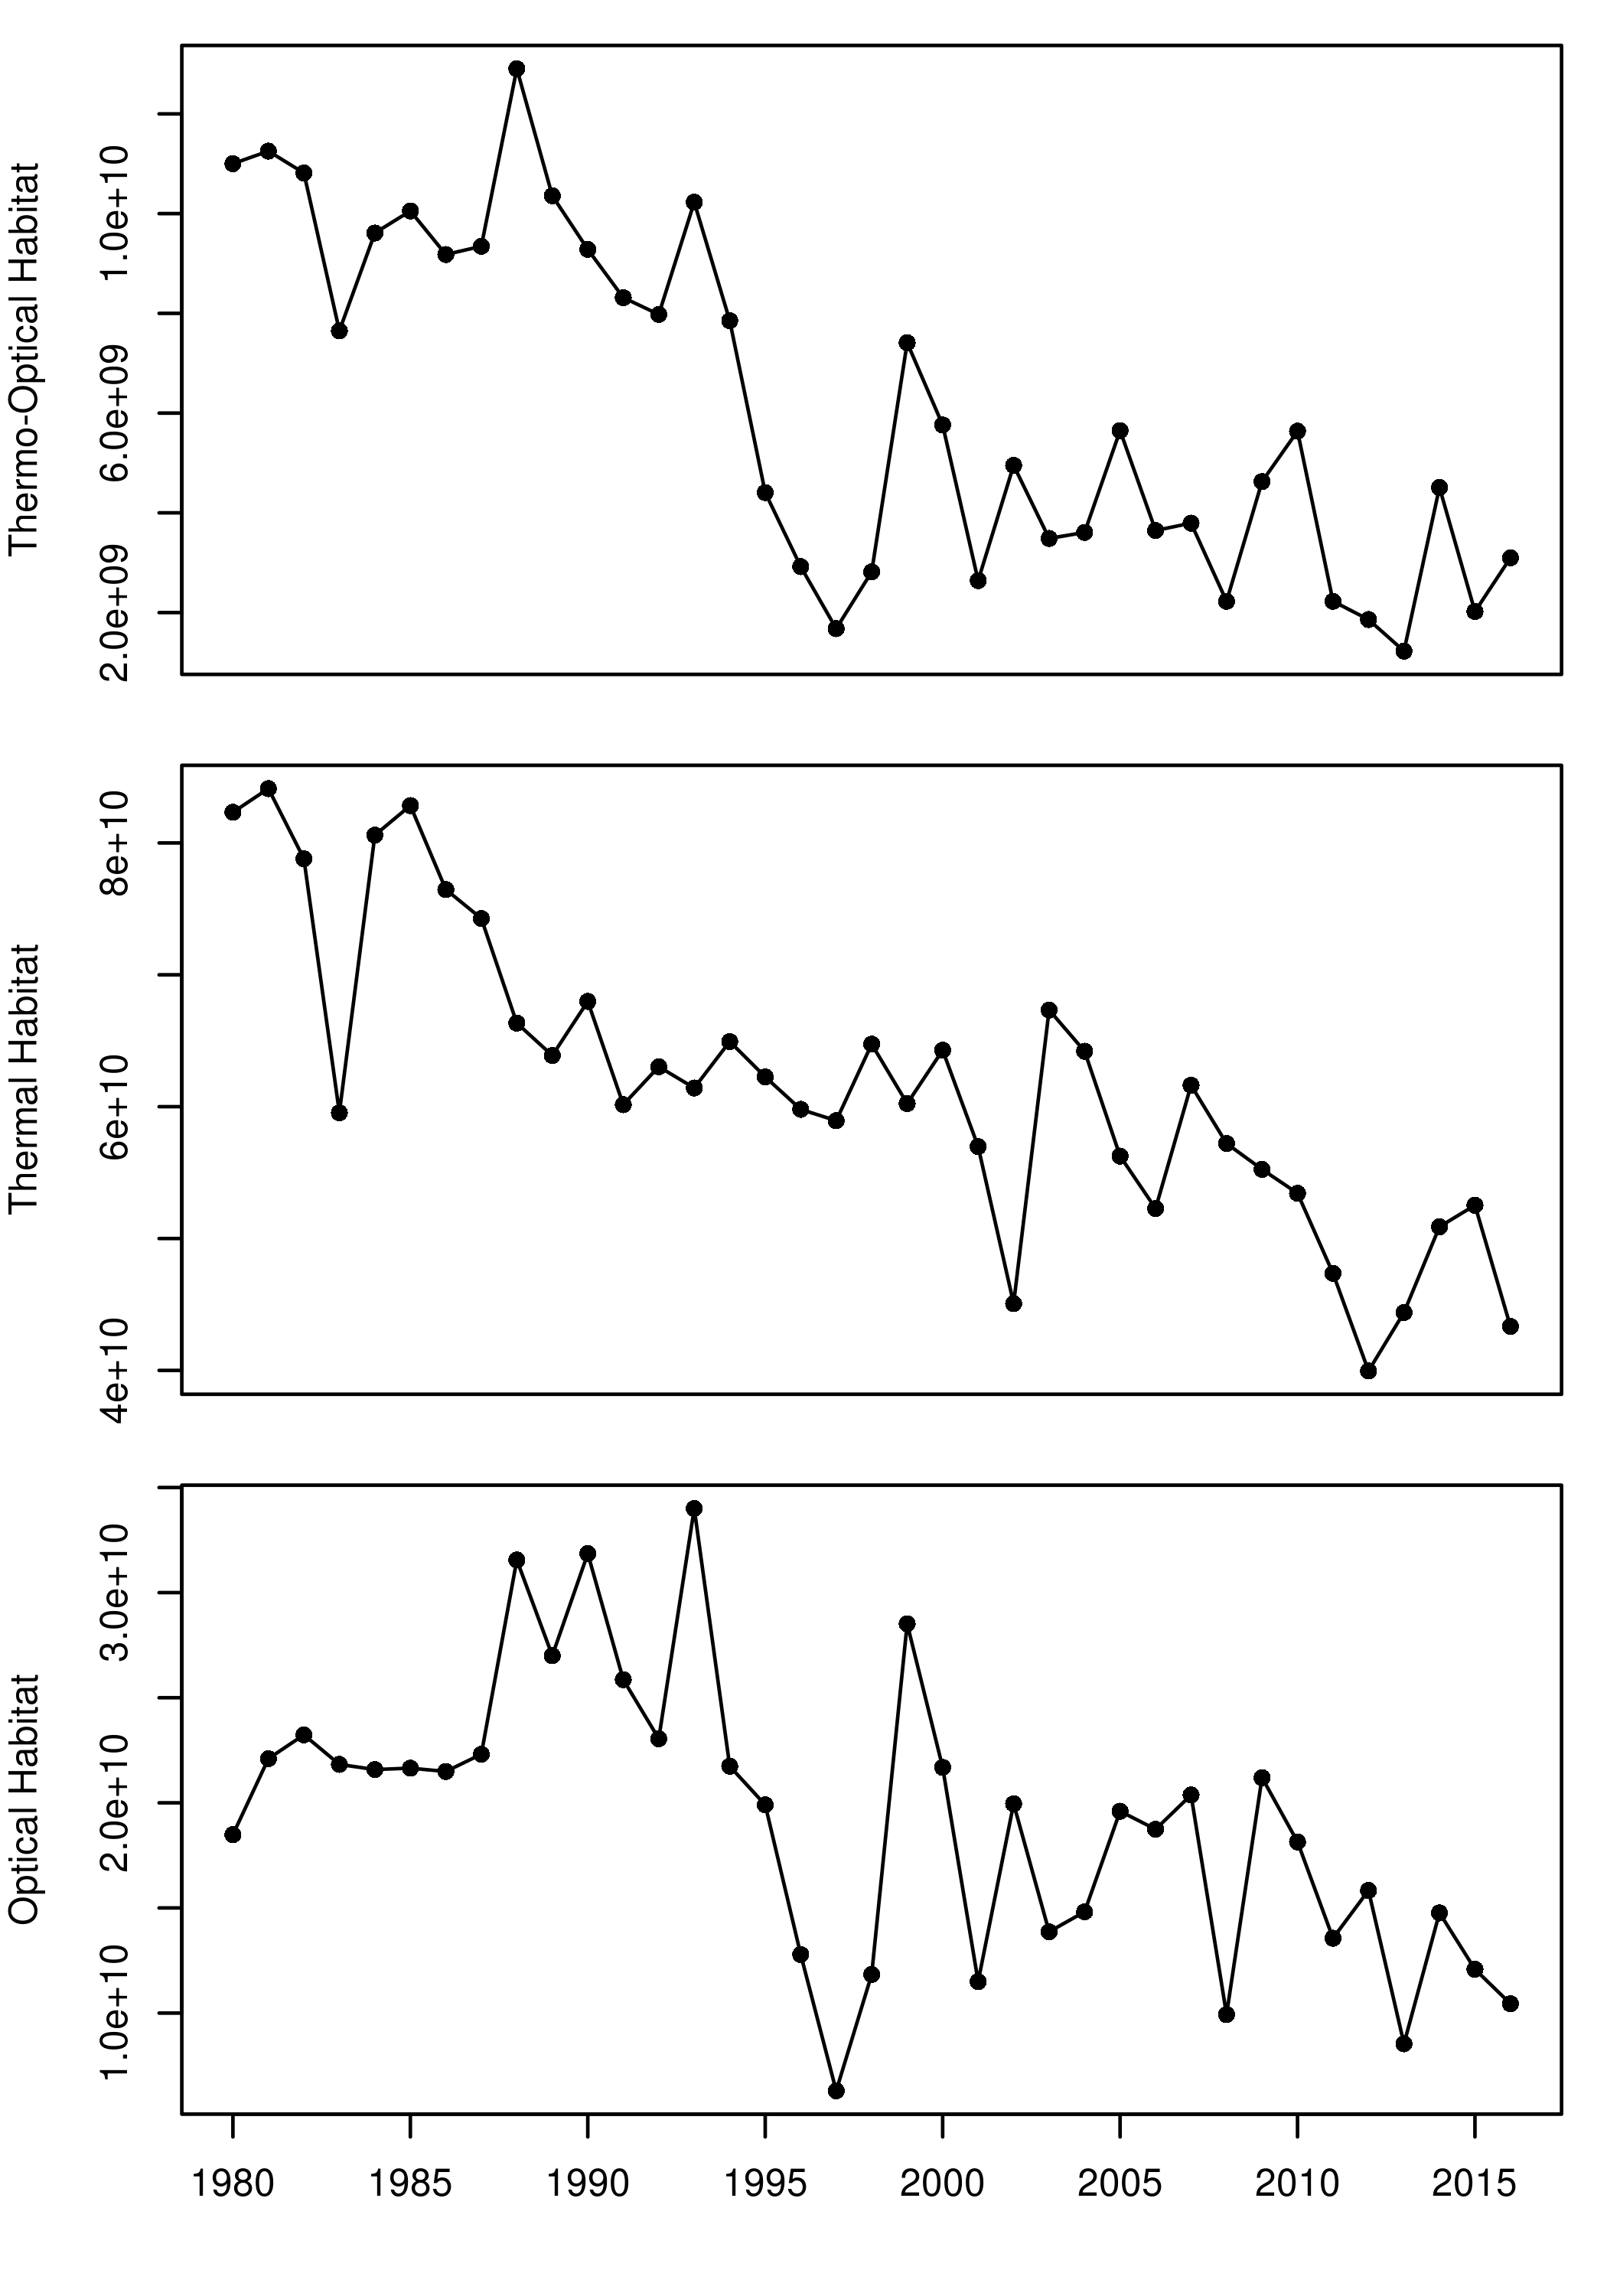 Thermo-Optical Habitat
1.0e+10
6.0e+09
2.0e+09
Thermal Habitat
8e+10
6e+10
4e+10
Optical Habitat
3.0e+10
2.0e+10
1.0e+10
1980 1985 1990 1995 2000 2005 2010 2015